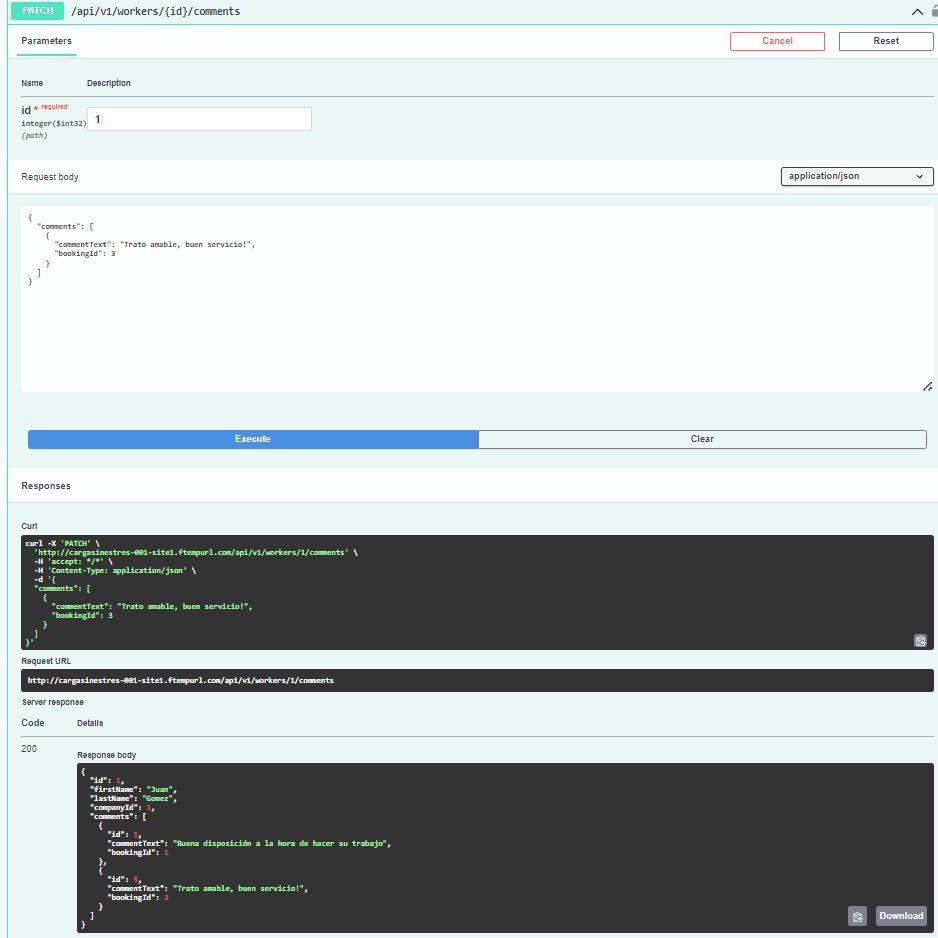 PATCH /api/v1/workers/{id}/comments
Parameters
Cancel
Reset
Name Description
id * required
integer($int32)
(path)
1
Request body
application/json
{
  "comments": [
    {
      "commentText": "Trato amable, buen servicio!",
      "bookingId": 3
    }
  ]
}
Execute
Clear
Responses
Curl
curl -X 'PATCH' \
  'http://cargasinestres-001-site1.ftempurl.com/api/v1/workers/1/comments' \
  -H 'accept: */*' \
  -H 'Content-Type: application/json' \
  -d '{
  "comments": [
    {
      "commentText": "Trato amable, buen servicio!",
      "bookingId": 3
    }
  ]
}'
Request URL
http://cargasinestres-001-site1.ftempurl.com/api/v1/workers/1/comments
Server response
Code Details
200
Response body
{
  "id": 1,
  "firstName": "Juan",
  "lastName": "Gomez",
  "companyId": 1,
  "comments": [
    {
      "id": 1,
      "commentText": "Buena disposición a la hora de hacer su trabajo",
      "bookingId": 1
    },
    {
      "id": 5,
      "commentText": "Trato amable, buen servicio!",
      "bookingId": 3
    }
  ]
}
Download